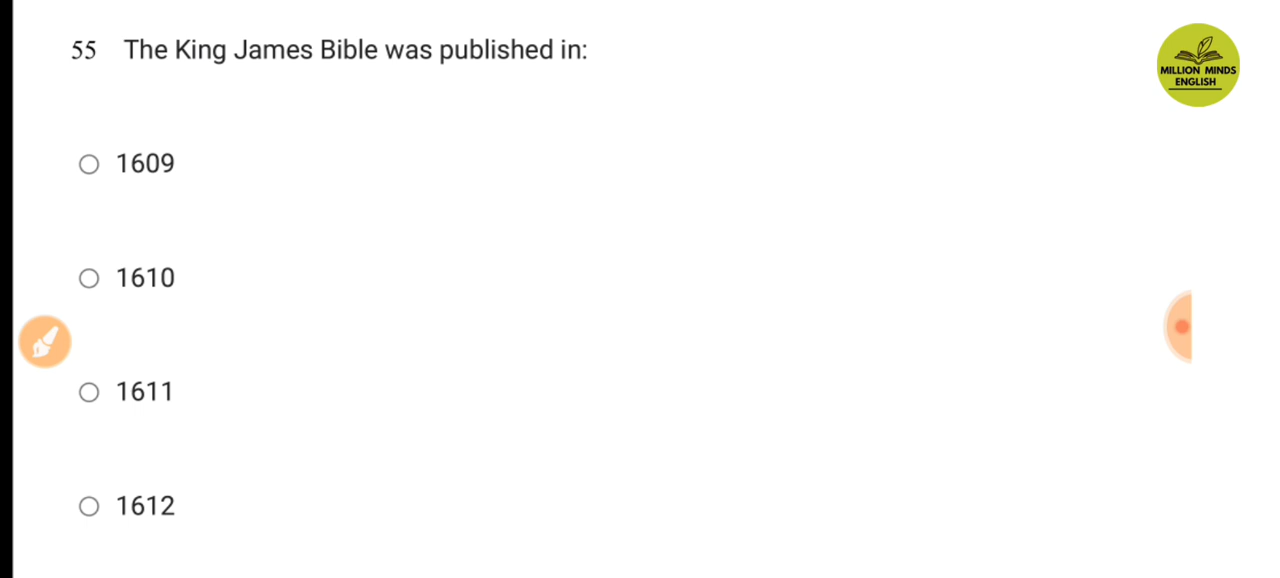 55 The King James Bible was published in:
MILLION MINDS
ENGLISH
1609
1610
1611
1612